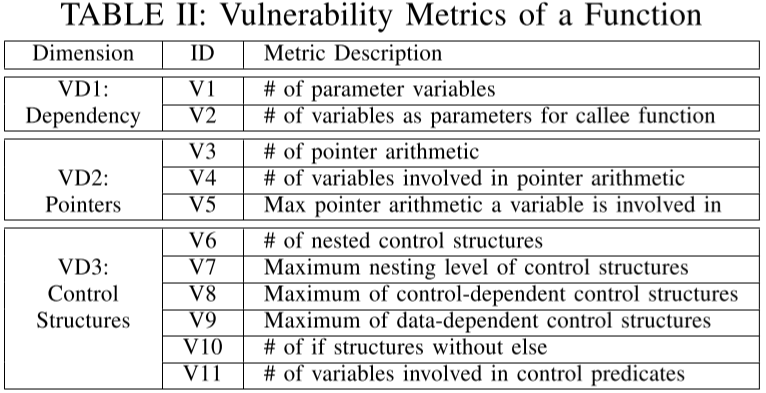 TABLE II: Vulnerability Metrics of a Function
Dimension ID Metric Description
VD1: V1 # of parameter variables
Dependency V2 # of variables as parameters for callee function
V3 # of pointer arithmetic
VD2: V4 # of variables involved in pointer arithmetic
Pointers V5 Max pointer arithmetic a variable is involved in
V6 # of nested control structures
VD3: V7 Maximum nesting level of control structures
Control V8 Maximum of control-dependent control structures
Structures V9 Maximum of data-dependent control structures
V10 # of if structures without else
V11 # of variables involved in control predicates